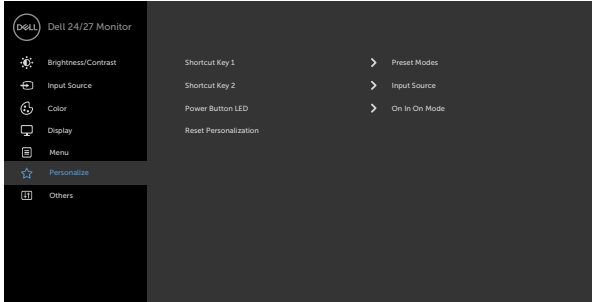 DELL Dell 24/27 Monitor
Brightness/Contrast Shortcut Key 1 Preset Modes
Input Source Shortcut Key 2 Input Source
Color Power Button LED On In On Mode
Display Reset Personalization
Menu
Personalize
Others